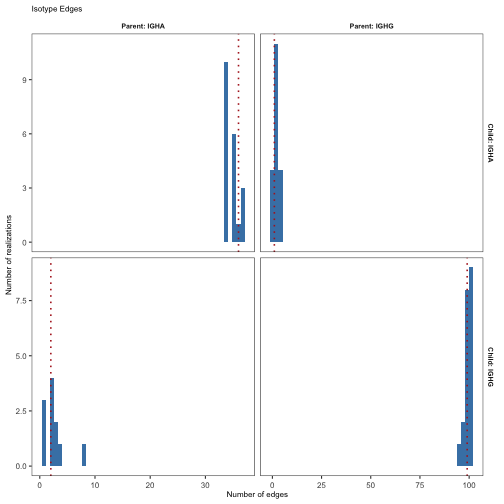 Isotype Edges
Parent: IGHA
Parent: IGHG
9
6
3
0
Child: IGHA
Number of realizations
7.5
5.0
2.5
0.0
Child: IGHG
0
10
20
30
0
25
50
75
100
Number of edges